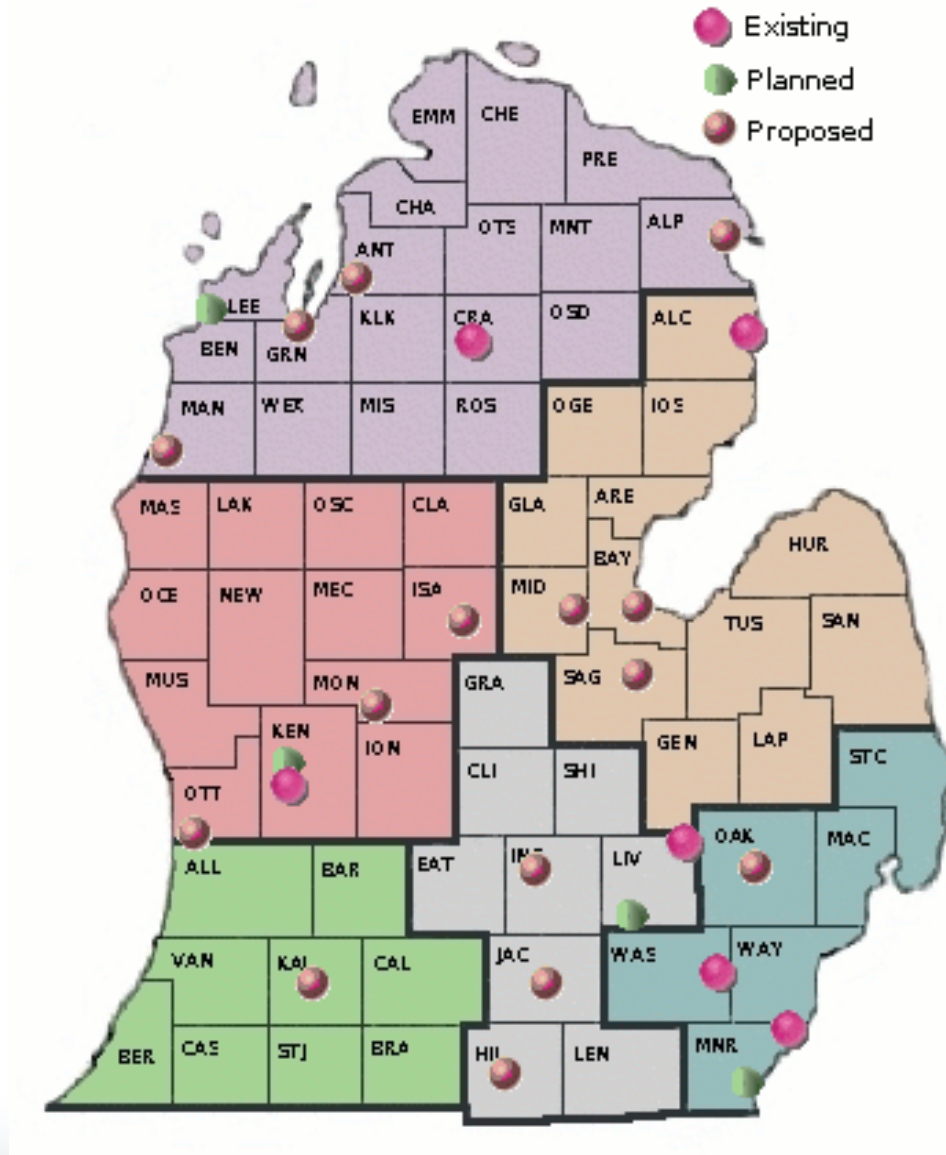 Existing
Planned
Proposed
EMM
CHE
PRE
CHA
OTS
MNT
ALP
ANT
LEE
KLK
CRA
OSD
ALC
BEN
GRN
MAN
WEX
MIS
ROS
OGE
IOS
MAS
LAK
OSC
CLA
GLA
ARE
HUR
BAY
OCE
NEW
MEC
ISA
MID
TUS
SAN
MUS
MON
GRA
SAG
KEN
ION
GEN
LAP
STC
CLI
SHI
OTT
ALL
BAR
EAT
LIV
OAK
MAC
VAN
KAL
CAL
JAC
WAS
WAY
BER
CAS
STJ
BRA
HIL
LEN
MNR